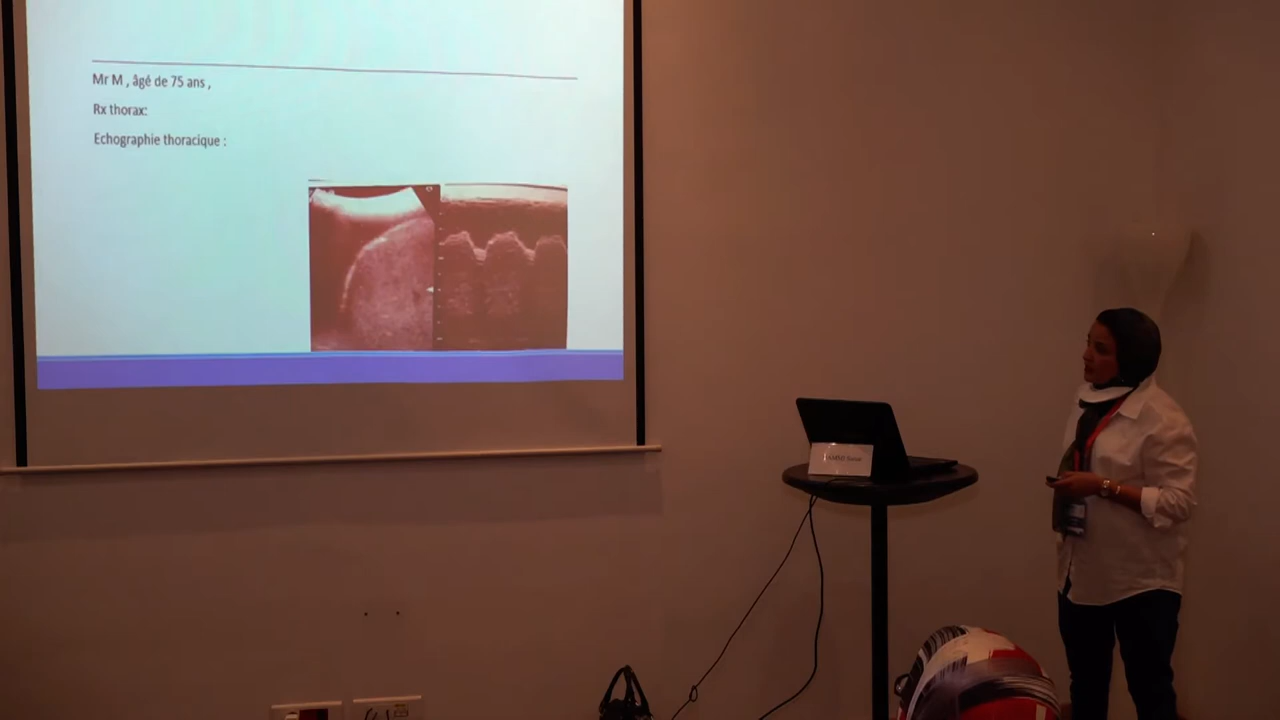 Mr M , âgé de 75 ans ,
Rx thorax:
Echographie thoracique :